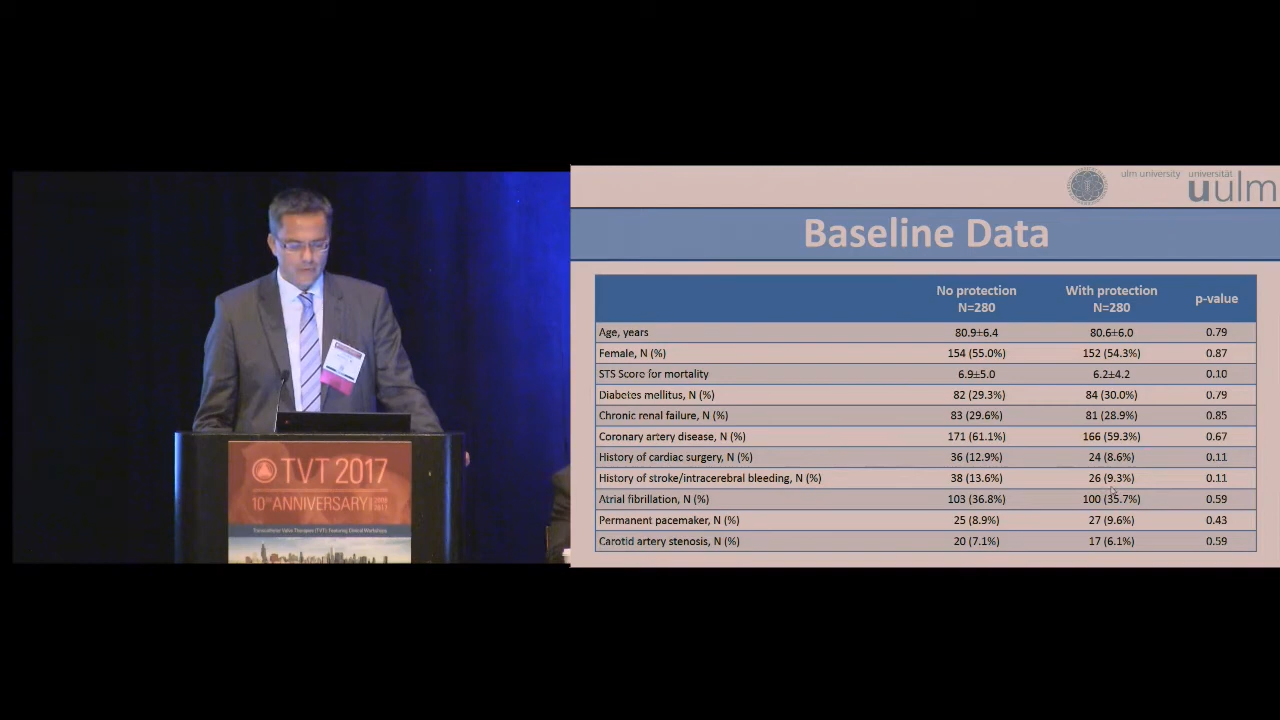 ulm university universität
uulm
Baseline Data
No protection N=280 With protection N=280 p-value
Age, years 80.9±6.4 80.6±6.0 0.79
Female, N (%) 154 (55.0%) 152 (54.3%) 0.87
STS Score for mortality 6.9±5.0 6.2±4.2 0.10
Diabetes mellitus, N (%) 82 (29.3%) 84 (30.0%) 0.79
Chronic renal failure, N (%) 83 (29.6%) 81 (28.9%) 0.85
Coronary artery disease, N (%) 171 (61.1%) 166 (59.3%) 0.67
History of cardiac surgery, N (%) 36 (12.9%) 24 (8.6%) 0.11
History of stroke/intracerebral bleeding, N (%) 38 (13.6%) 26 (9.3%) 0.11
Atrial fibrillation, N (%) 103 (36.8%) 100 (35.7%) 0.59
Permanent pacemaker, N (%) 25 (8.9%) 27 (9.6%) 0.43
Carotid artery stenosis, N (%) 20 (7.1%) 17 (6.1%) 0.59
TVT 2017
10TH ANNIVERSARY
Transcatheter Valve Therapies (TVT): Featuring Clinical Workshops